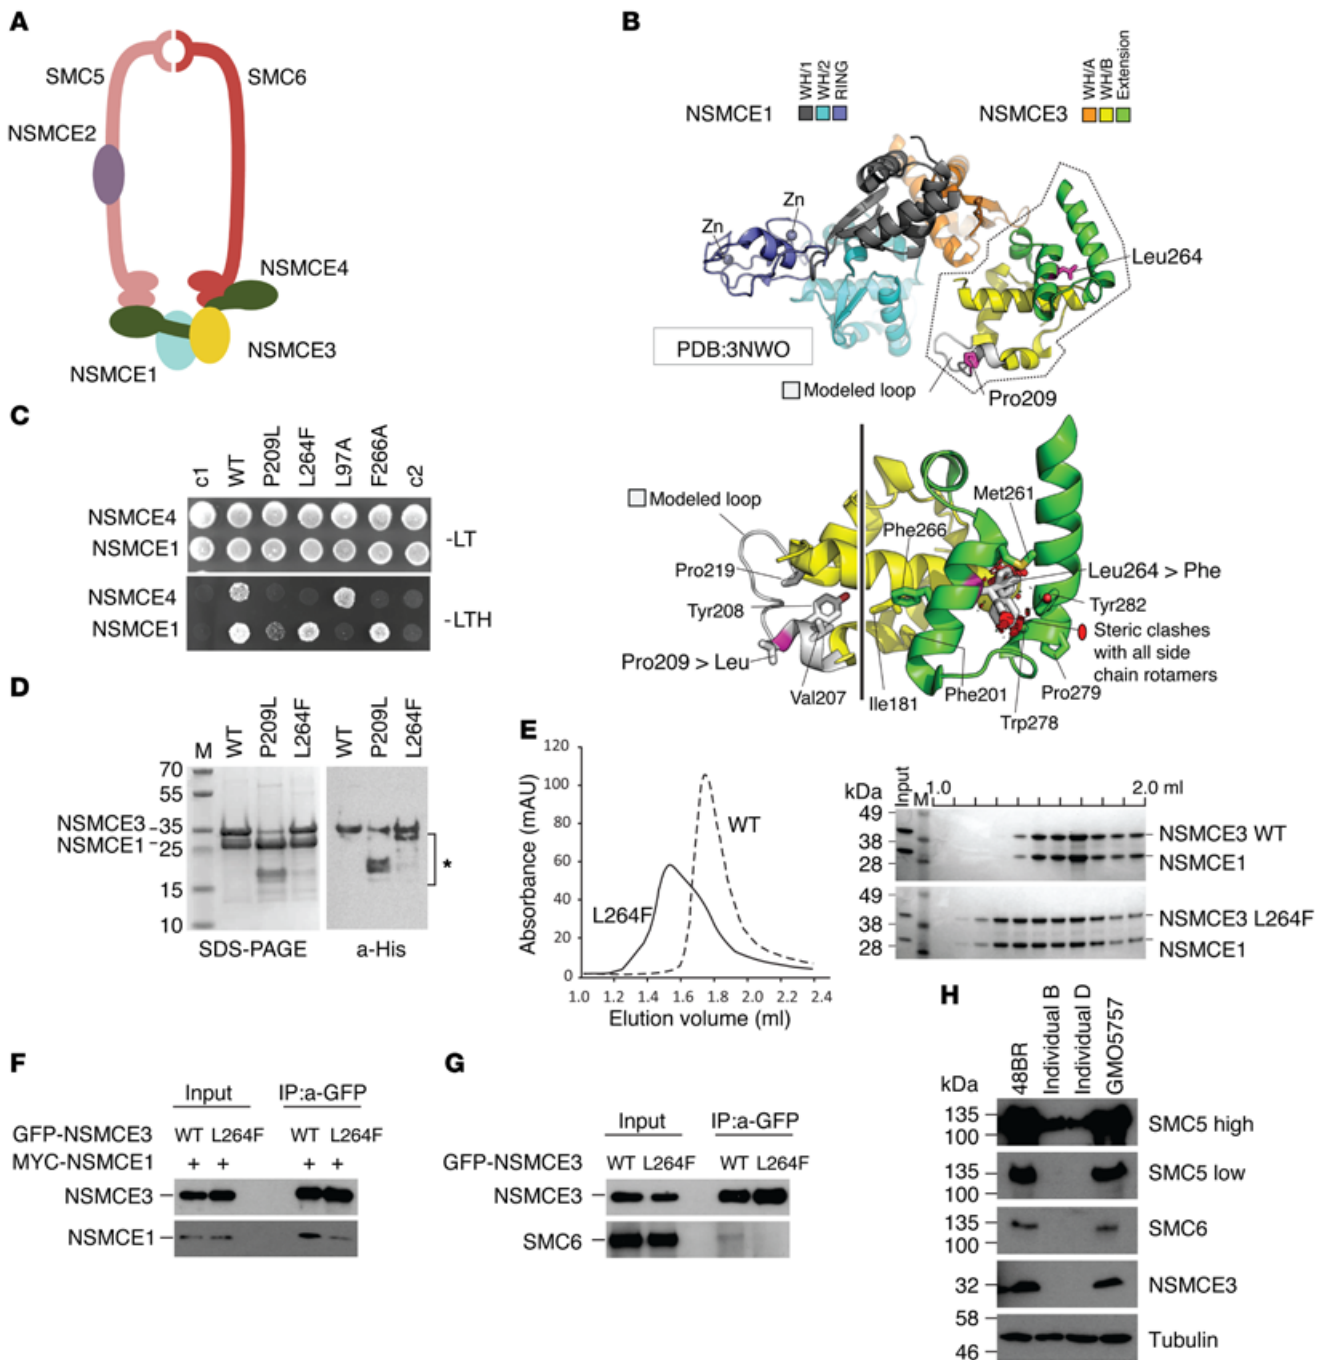 A
SMC5
SMC6
NSMCE2
NSMCE4
NSMCE3
NSMCE1
B
NSMCE1
WH/1
WH/2
RING
NSMCE3
WH/A
WH/B
Extension
Zn
Zn
Leu264
PDB:3NWO
Modeled loop
Pro209
Modeled loop
Met261
Phe266
Pro219
Leu264 > Phe
Tyr208
Tyr282
Steric clashes
with all side
chain rotamers
Pro209 > Leu
Val207
Ile181
Phe201
Pro279
Trp278
C
c1
WT
P209L
L264F
L97A
F266A
c2
NSMCE4
NSMCE1
-LT
NSMCE4
NSMCE1
-LTH
D
M
WT
P209L
L264F
WT
P209L
L264F
70
55
NSMCE3 -35
NSMCE1 -25
15
10
*
SDS-PAGE
a-His
E
120
100
80
60
40
20
0
Absorbance (mAU)
WT
L264F
1.0 1.2 1.4 1.6 1.8 2.0 2.2 2.4
Elution volume (ml)
kDa
Input
M
1.0
2.0 ml
49
38
28
NSMCE3 WT
NSMCE1
49
38
28
NSMCE3 L264F
NSMCE1
F
Input
IP:a-GFP
GFP-NSMCE3 WT L264F WT L264F
MYC-NSMCE1 + + + +
NSMCE3
NSMCE1
G
Input
IP:a-GFP
GFP-NSMCE3 WT L264F WT L264F
NSMCE3
SMC6
H
48BR
Individual B
Individual D
GMO5757
kDa
135
100
SMC5 high
135
100
SMC5 low
135
100
SMC6
32
NSMCE3
58
46
Tubulin